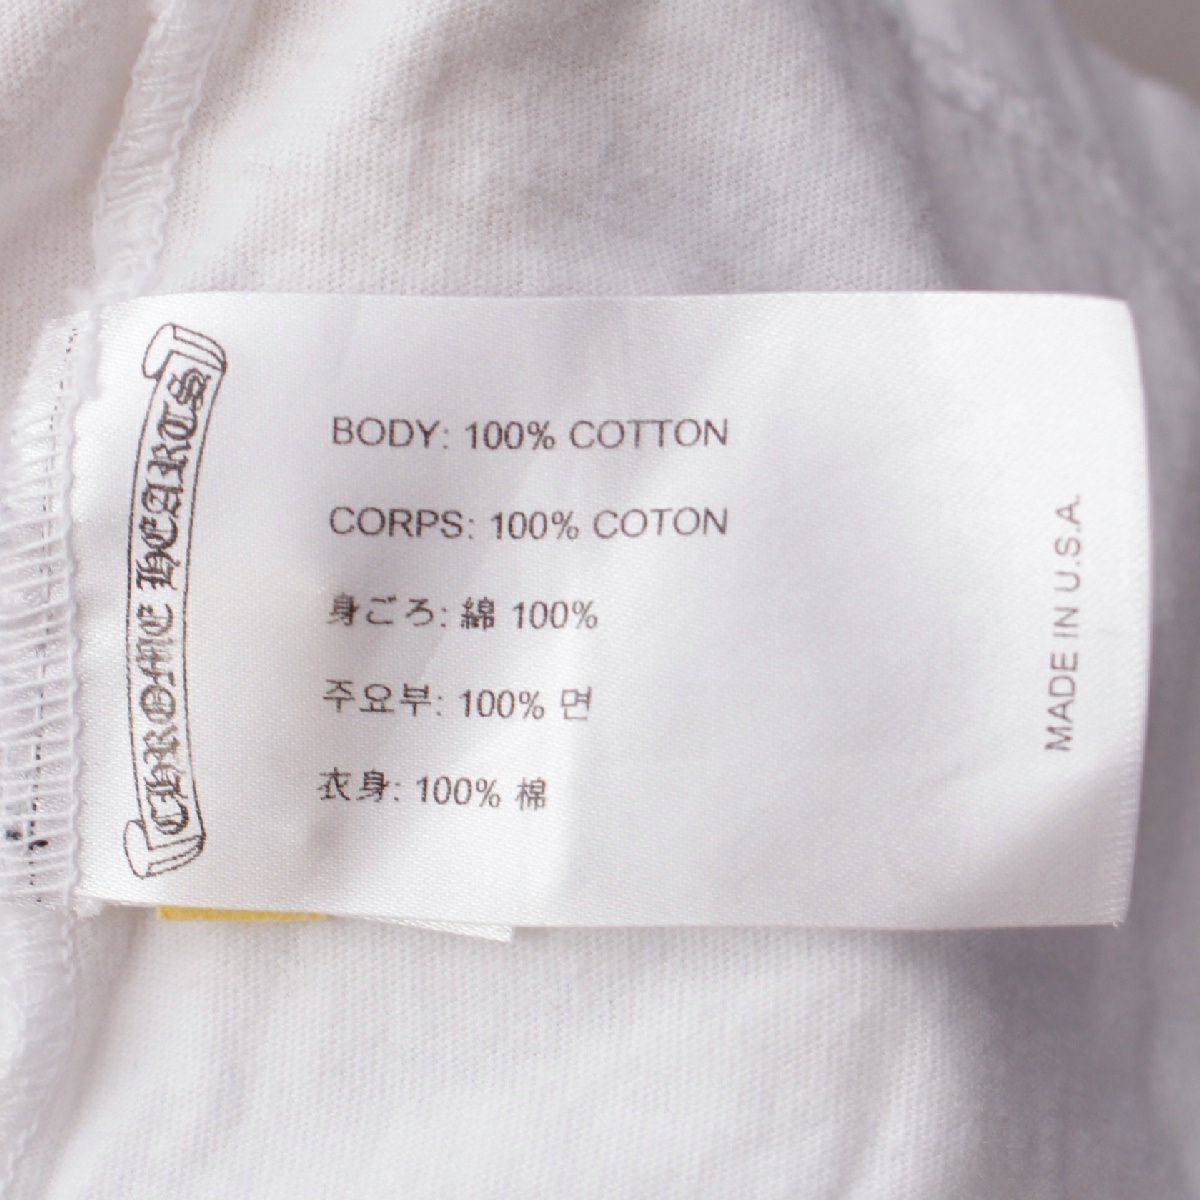 CHROME HEARTS
BODY: 100% COTTON
CORPS: 100% COTON
身ごろ: 綿 100%
주요부: 100% 면
衣身: 100% 棉
MADE IN U.S.A.